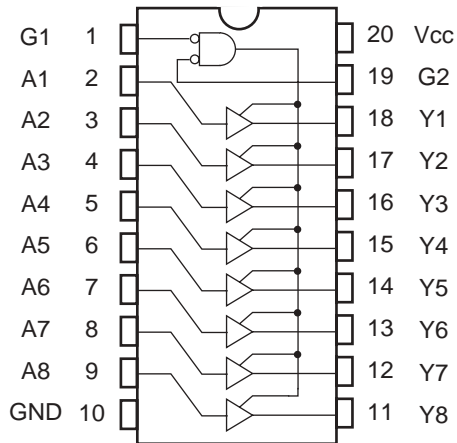 G1 1 20 Vcc
A1 2 19 G2
A2 3 18 Y1
A3 4 17 Y2
A4 5 16 Y3
A5 6 15 Y4
A6 7 14 Y5
A7 8 13 Y6
A8 9 12 Y7
GND 10 11 Y8